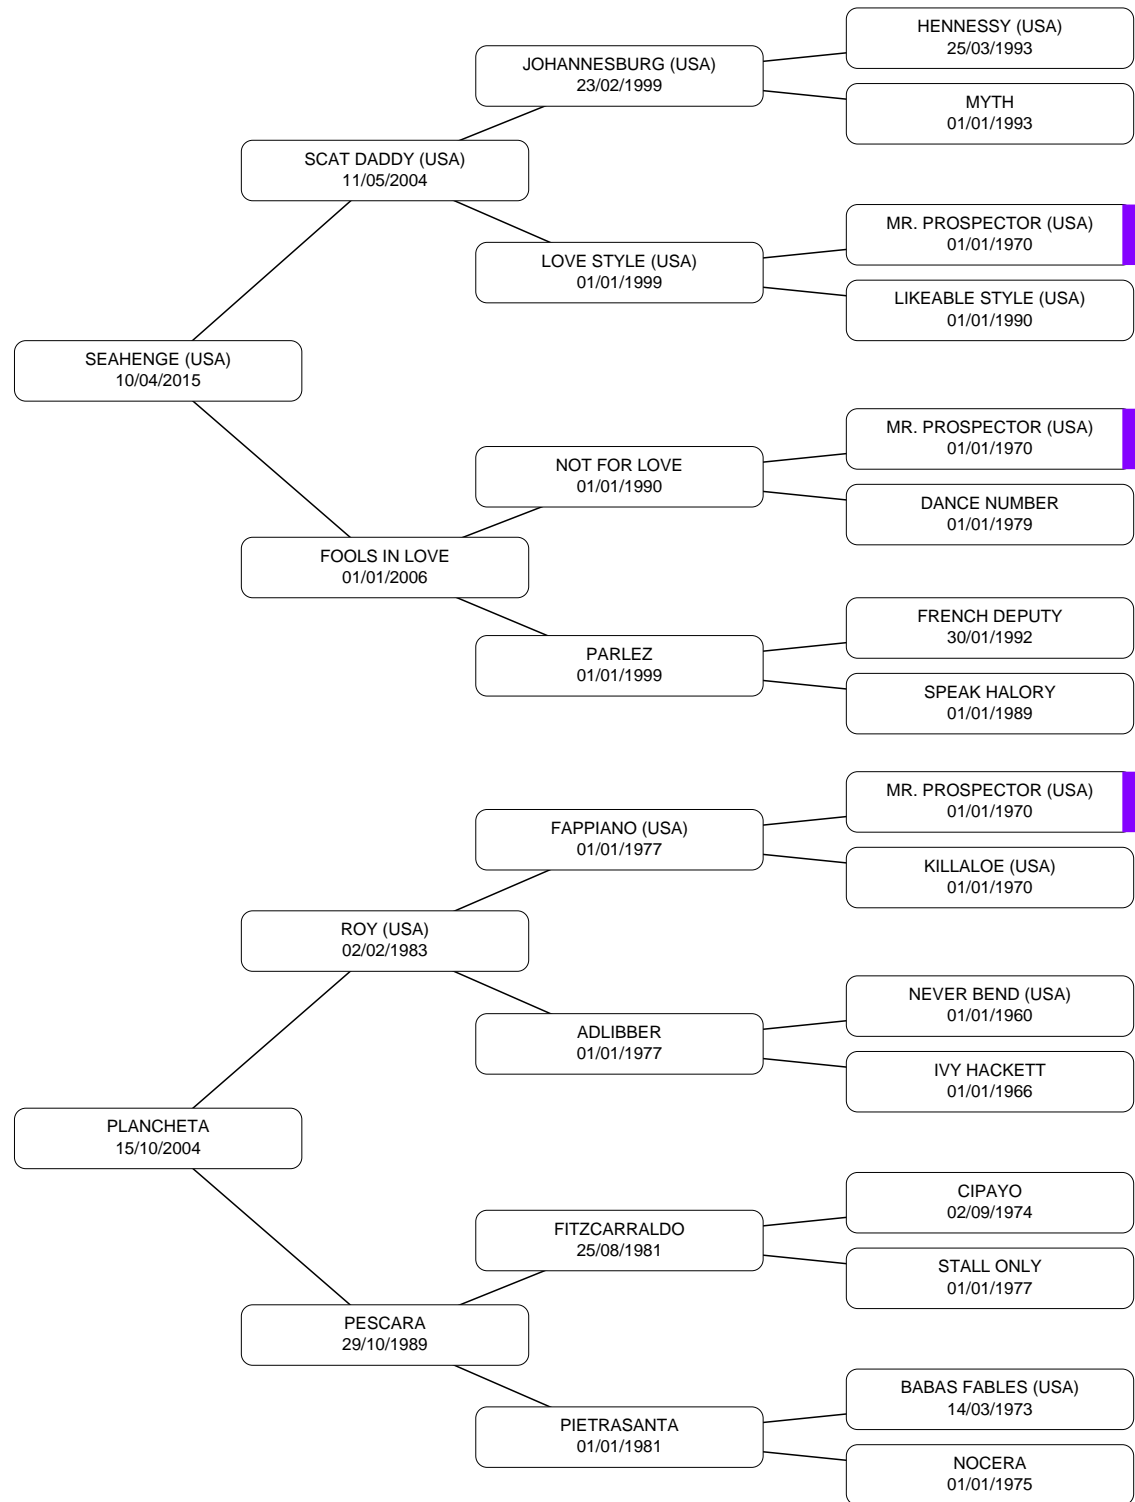 HENNESSY (USA)
25/03/1993
JOHANNESBURG (USA)
23/02/1999
MYTH
01/01/1993
SCAT DADDY (USA)
11/05/2004
MR. PROSPECTOR (USA)
01/01/1970
LOVE STYLE (USA)
01/01/1999
LIKEABLE STYLE (USA)
01/01/1990
SEAHENGE (USA)
10/04/2015
MR. PROSPECTOR (USA)
01/01/1970
NOT FOR LOVE
01/01/1990
DANCE NUMBER
01/01/1979
FOOLS IN LOVE
01/01/2006
FRENCH DEPUTY
30/01/1992
PARLEZ
01/01/1999
SPEAK HALORY
01/01/1989
MR. PROSPECTOR (USA)
01/01/1970
FAPPIANO (USA)
01/01/1977
KILLALOE (USA)
01/01/1970
ROY (USA)
02/02/1983
NEVER BEND (USA)
01/01/1960
ADLIBBER
01/01/1977
IVY HACKETT
01/01/1966
PLANCHETA
15/10/2004
CIPAYO
02/09/1974
FITZCARRALDO
25/08/1981
STALL ONLY
01/01/1977
PESCARA
29/10/1989
BABAS FABLES (USA)
14/03/1973
PIETRASANTA
01/01/1981
NOCERA
01/01/1975